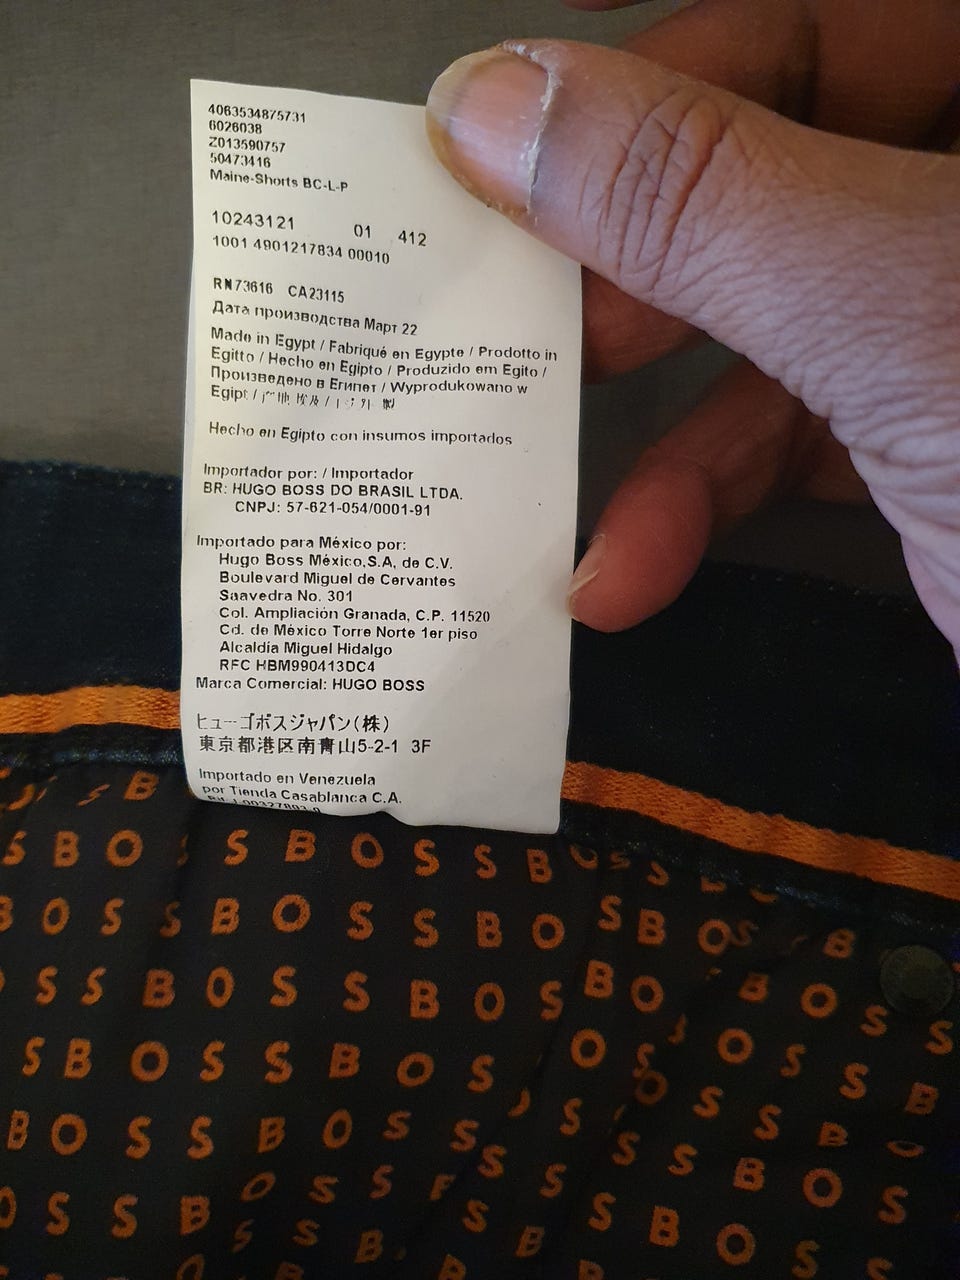 4063534875731
6026038
Z013590757
50473416
Maine-Shorts BC-L-P
10243121 01 412
1001 4901217834 00010
RN73616 CA23115
Дата производства Март 22
Made in Egypt / Fabriqué en Egypte / Prodotto in
Egitto / Hecho en Egipto / Produzido em Egito /
Произведено в Египет / Wyprodukowano w
Egipt / 产地 埃及 /
Hecho en Egipto con insumos importados
Importador por: / Importador
BR: HUGO BOSS DO BRASIL LTDA.
CNPJ: 57-621-054/0001-91
Importado para México por:
Hugo Boss México,S.A, de C.V.
Boulevard Miguel de Cervantes
Saavedra No. 301
Col. Ampliación Granada, C.P. 11520
Cd. de México Torre Norte 1er piso
Alcaldía Miguel Hidalgo
RFC HBM990413DC4
Marca Comercial: HUGO BOSS
ヒューゴボスジャパン(株)
東京都港区南青山5-2-1 3F
Importado en Venezuela
por Tienda Casablanca C.A.
S B O S S B O S S B O S S
B O S S B O S S B O S B O S B
S S B O S S B O S B O B O S S
S B O S S B O S O S O S S B
B O S S B O S S S S S B
O S S B O S S S S S B O S
S S B S B S B O S S